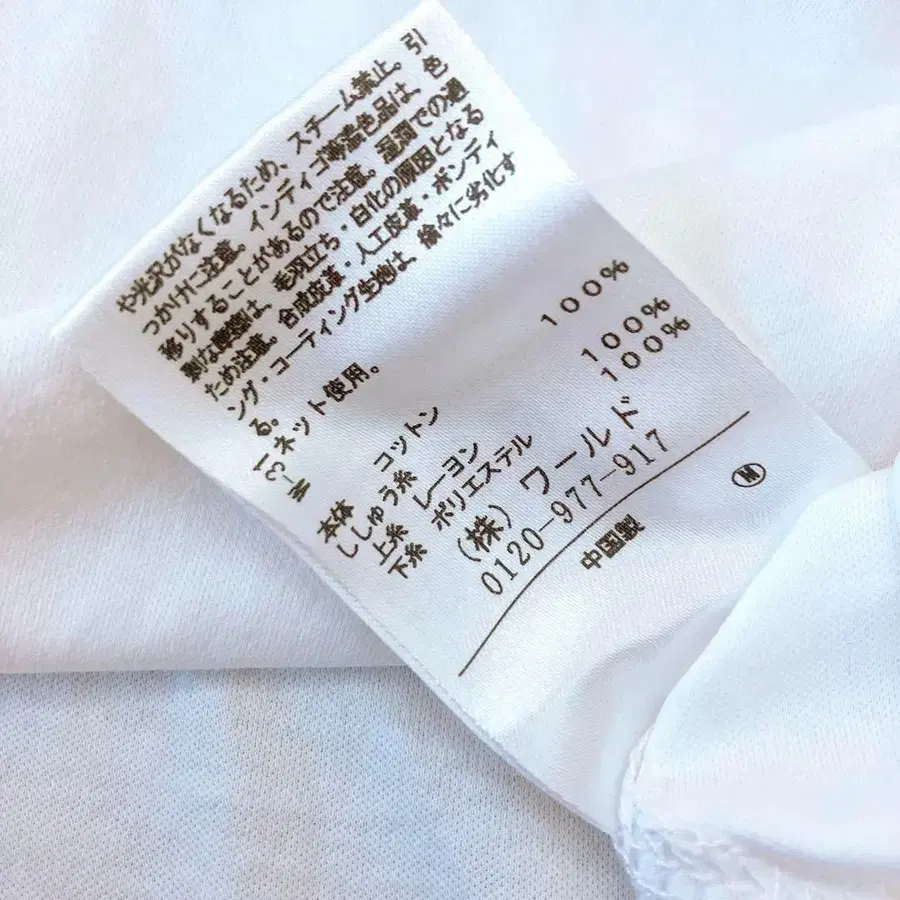 や光沢がなくなるため、スチーム禁止。引
っかけに注意。インディゴ等濃色品は、色
移りすることがあるので注意。湿潤での過
剰な摩擦は、毛羽立ち・白化の原因となる
ため注意。合成皮革・人工皮革・ボンディ
ング・コーティング生地は、徐々に劣化す
る。
ネット使用。
13-M
本体 コットン 100%
ししゅう糸
上糸 レーヨン 100%
下糸 ポリエステル 100%
(株)ワールド
0120-977-917
中国製
M